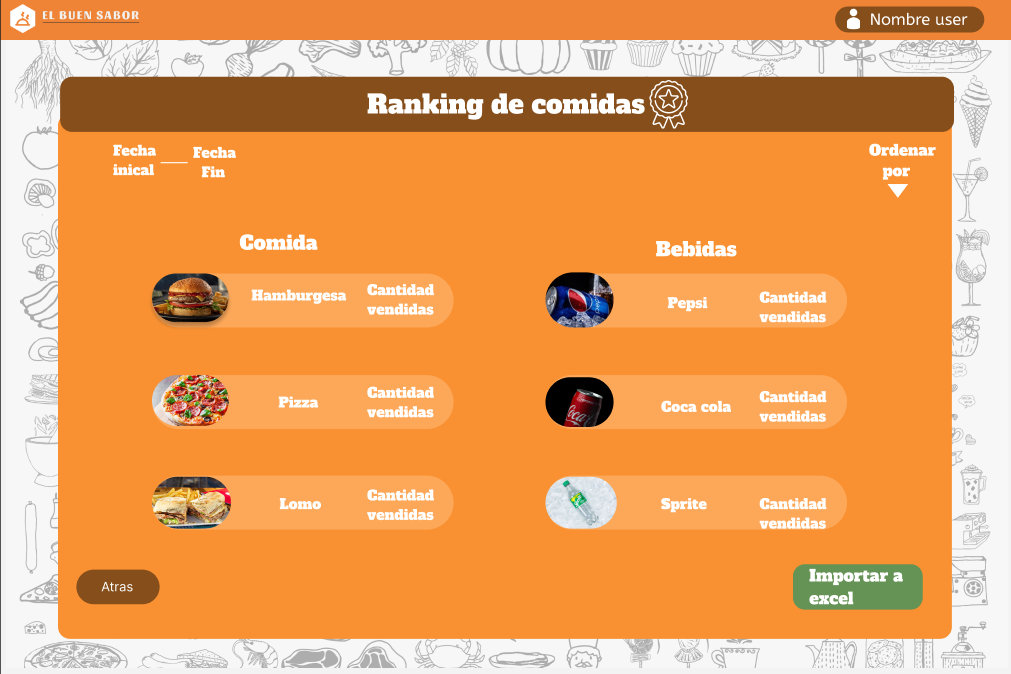 EL BUEN SABOR
Nombre user
Ranking de comidas
Fecha
inical
Fecha
Fin
Ordenar
por
Comida
Bebidas
Hamburgesa
Cantidad
vendidas
Pepsi
Cantidad
vendidas
Pizza
Cantidad
vendidas
Coca cola
Cantidad
vendidas
Lomo
Cantidad
vendidas
Sprite
Cantidad
vendidas
Atras
Importar a
excel